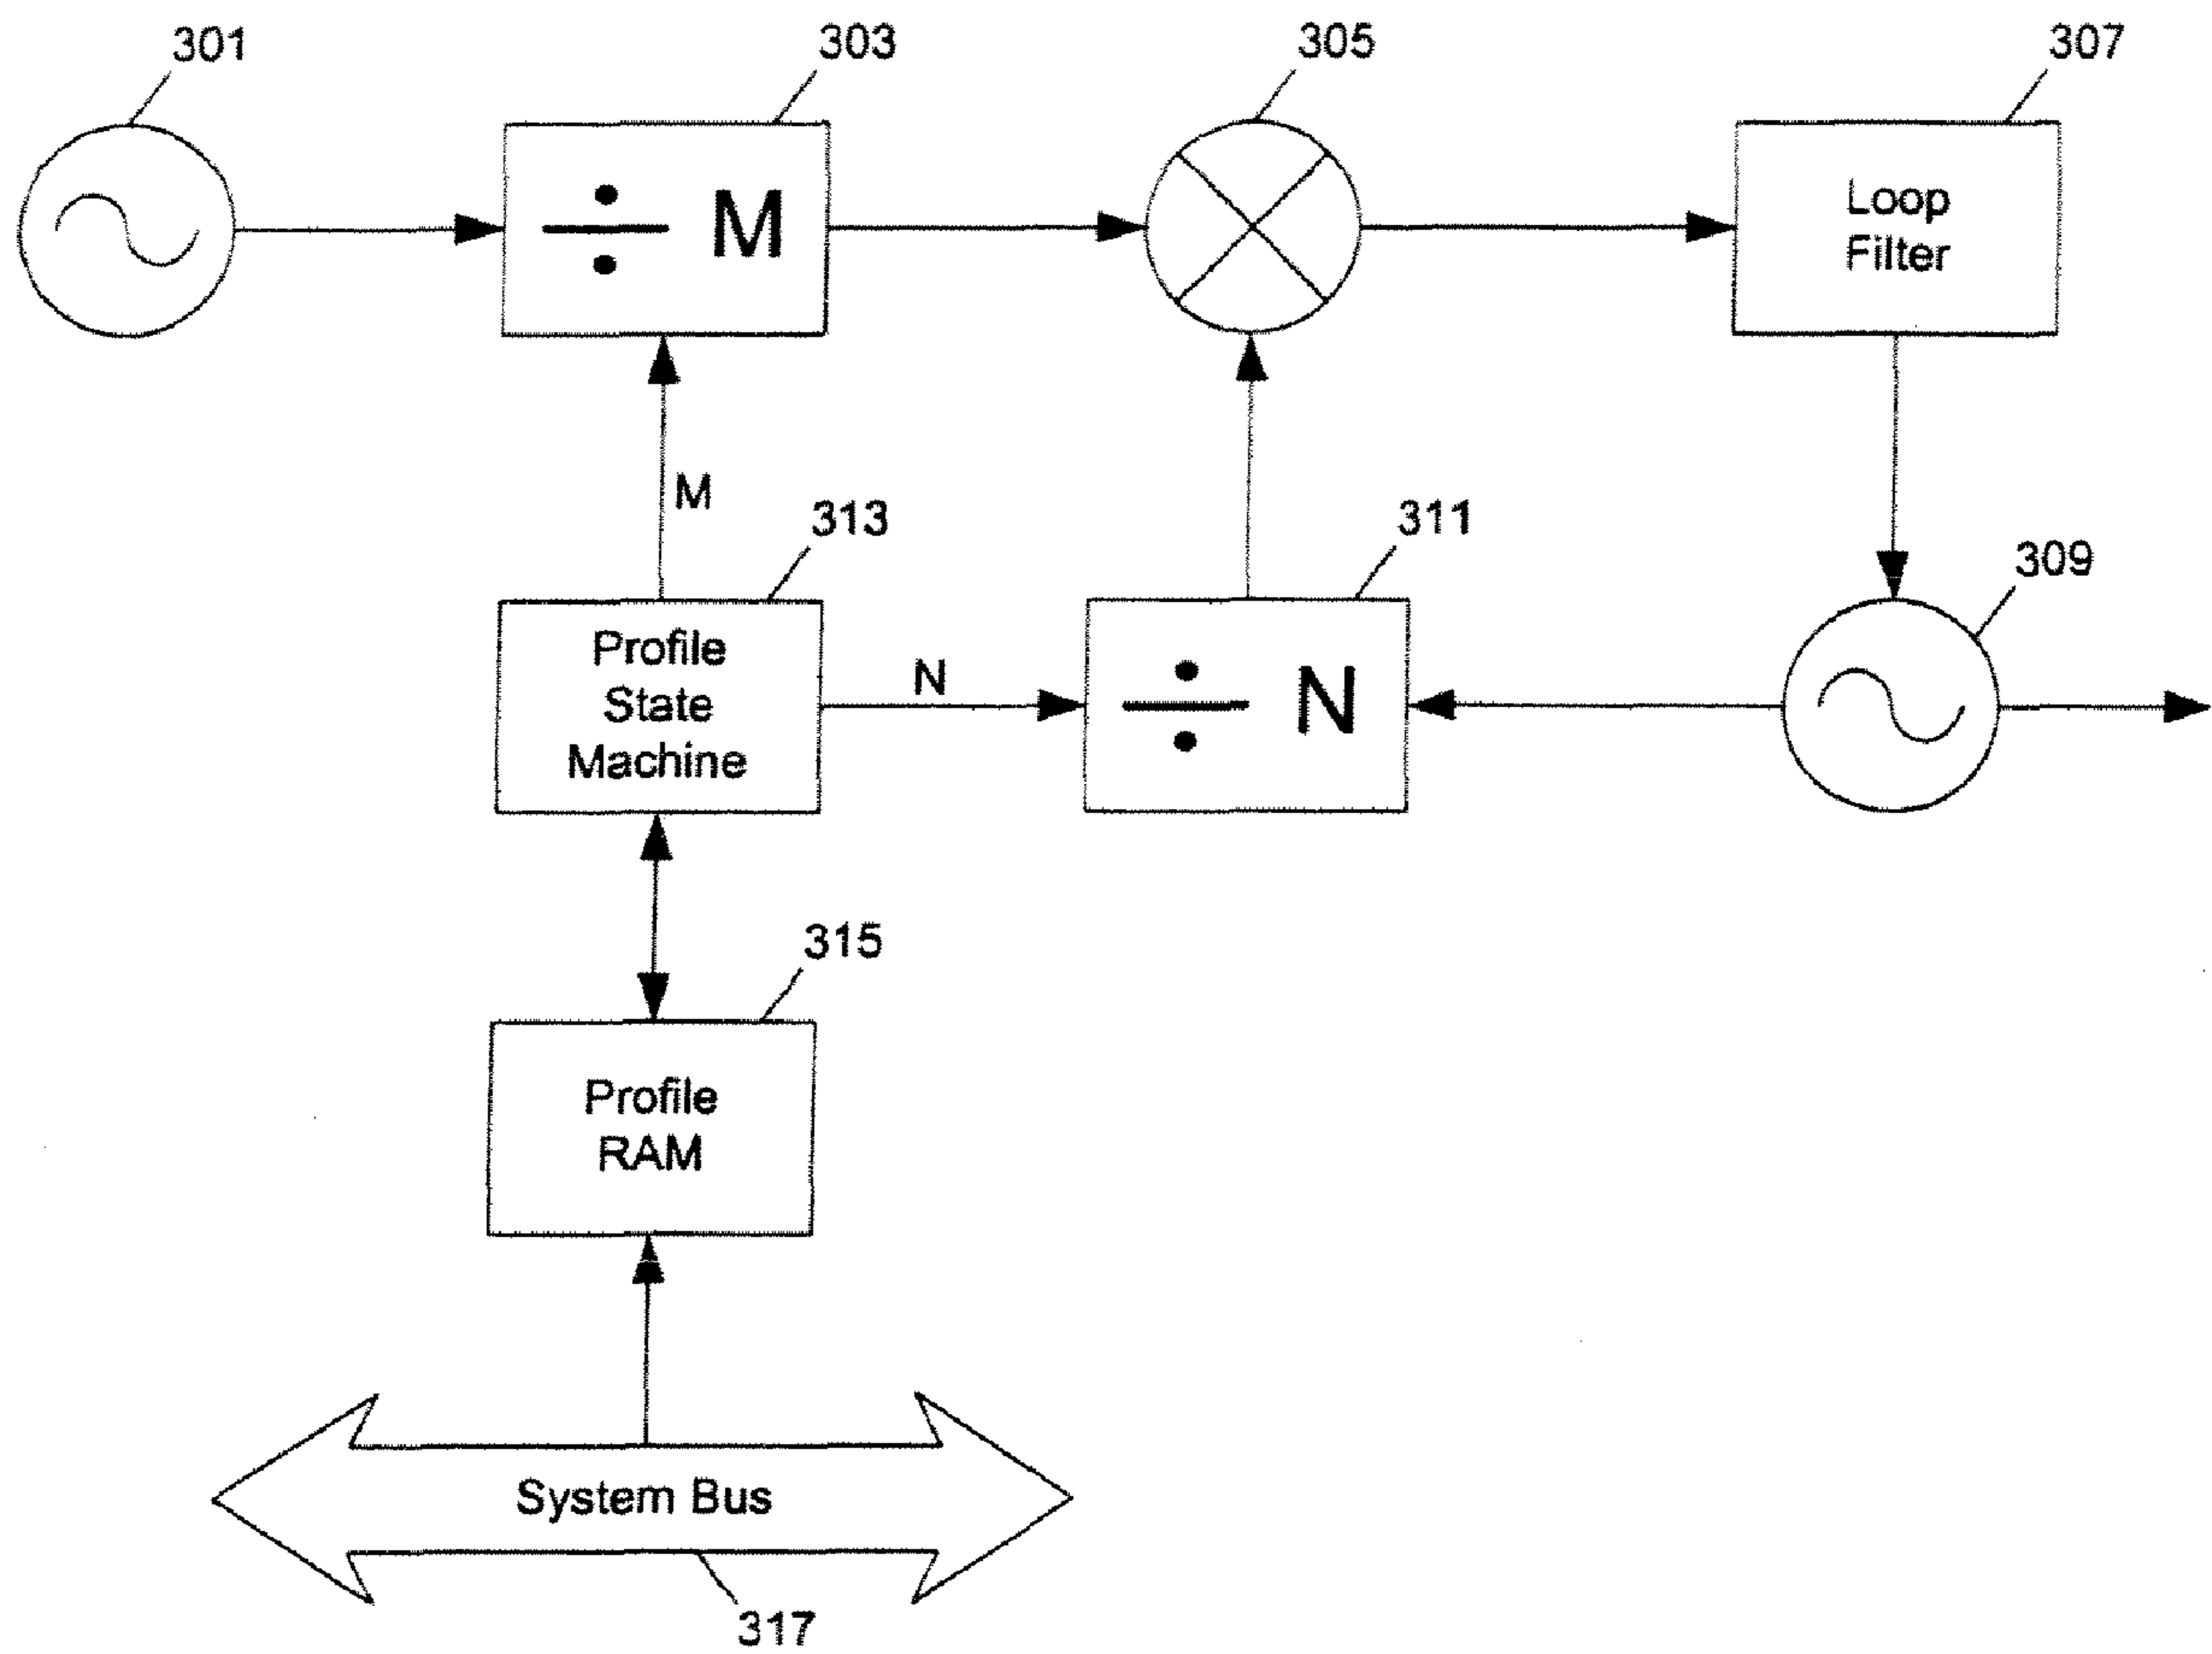 301
303
305
307
÷ M
Loop
Filter
M
313
311
309
Profile
State
Machine
N
÷ N
315
Profile
RAM
System Bus
317